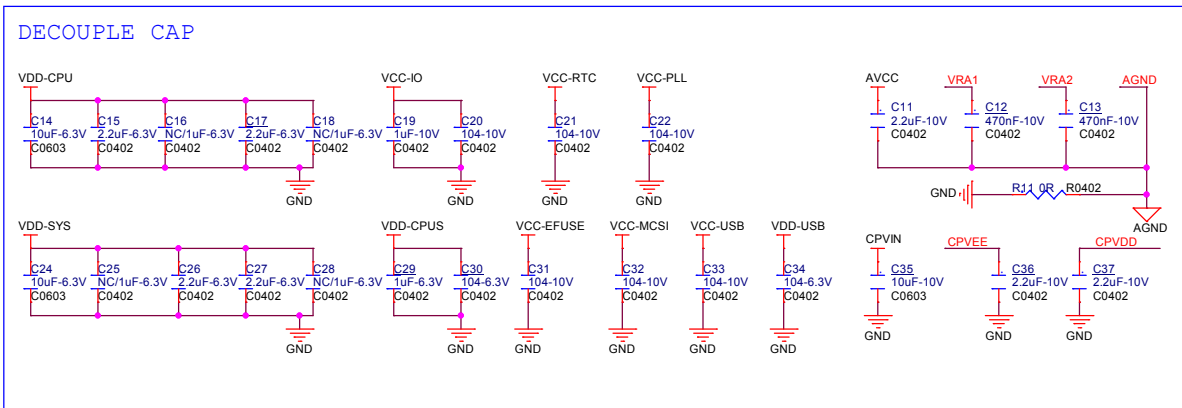 DECOUPLE CAP
VDD-CPU
VCC-IO
VCC-RTC
VCC-PLL
AVCC
VRA1
VRA2
AGND
C14
10uF-6.3V
C0603
C15
2.2uF-6.3V
C0402
C16
NC/1uF-6.3V
C0402
C17
2.2uF-6.3V
C0402
C18
NC/1uF-6.3V
C0402
C19
1uF-10V
C0402
C20
104-10V
C0402
C21
104-10V
C0402
C22
104-10V
C0402
C11
2.2uF-10V
C0402
C12
470nF-10V
C0402
C13
470nF-10V
C0402
GND
GND
GND
GND
GND
R11 0R R0402
AGND
VDD-SYS
VDD-CPUS
VCC-EFUSE
VCC-MCSI
VCC-USB
VDD-USB
CPVIN
CPVEE
CPVDD
C24
10uF-6.3V
C0603
C25
NC/1uF-6.3V
C0402
C26
2.2uF-6.3V
C0402
C27
2.2uF-6.3V
C0402
C28
NC/1uF-6.3V
C0402
C29
1uF-6.3V
C0402
C30
104-6.3V
C0402
C31
104-10V
C0402
C32
104-10V
C0402
C33
104-10V
C0402
C34
104-6.3V
C0402
C35
10uF-10V
C0603
C36
2.2uF-10V
C0402
C37
2.2uF-10V
C0402
GND
GND
GND
GND
GND
GND
GND
GND
GND